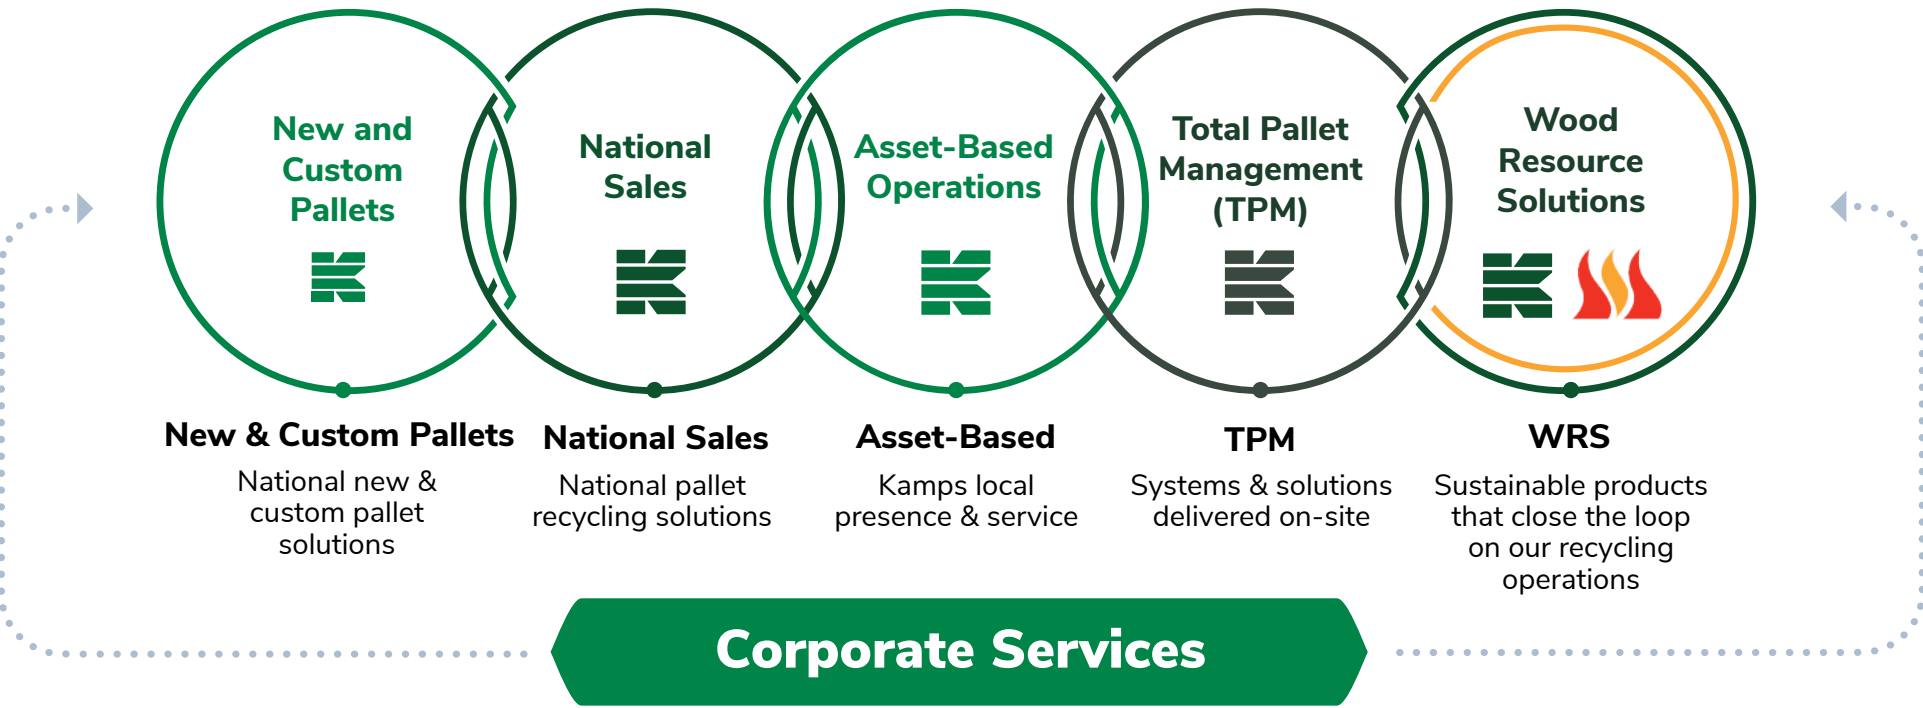 New and
Custom
Pallets
National
Sales
Asset-Based
Operations
Total Pallet
Management
(TPM)
Wood
Resource
Solutions
New & Custom Pallets
National new &
custom pallet
solutions
National Sales
National pallet
recycling solutions
Asset-Based
Kamps local
presence & service
TPM
Systems & solutions
delivered on-site
WRS
Sustainable products
that close the loop
on our recycling
operations
Corporate Services